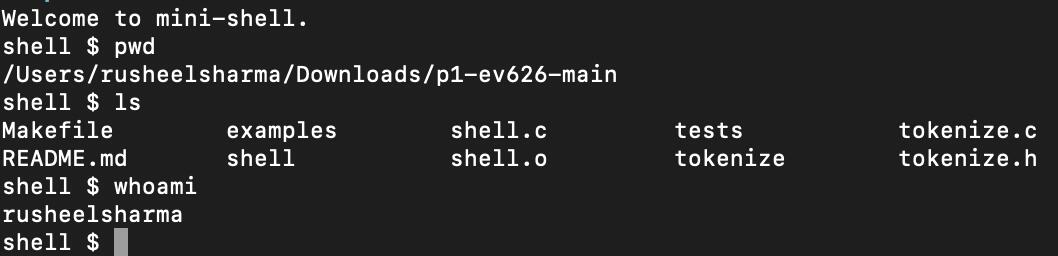 Welcome to mini-shell.
shell $ pwd
/Users/rusheelsharma/Downloads/p1-ev626-main
shell $ ls
Makefile examples shell.c tests tokenize.c
README.md shell shell.o tokenize tokenize.h
shell $ whoami
rusheelsharma
shell $